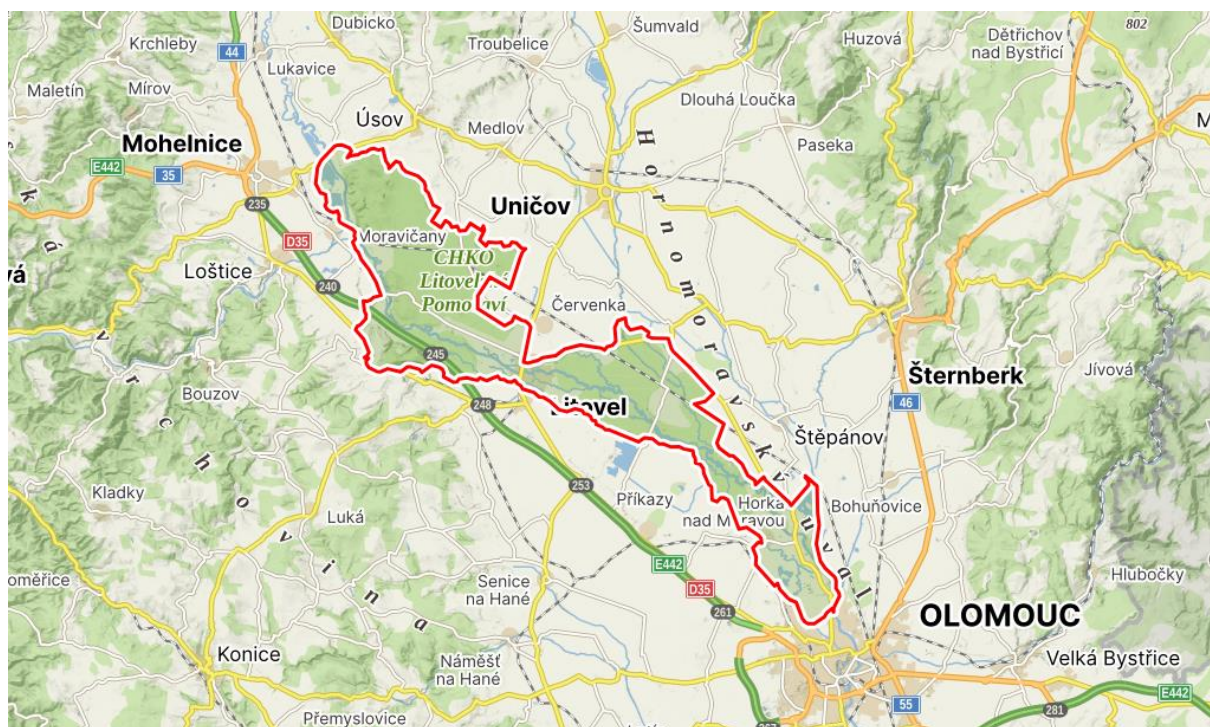 Dubicko
Šumvald
802
Krchleby
44
Troubelice
Huzová
Dětřichov
nad Bystřicí
Lukavice
Maletín
Mírov
Dlouhá Loučka
Úsov
Medlov
Mohelnice
Paseka
E442
35
Hornomoravský úval
235
Uničov
D35
Moravičany
CHKO
Litovelské
Pomoraví
Loštice
240
Červenka
245
Šternberk
Jívová
Bouzov
248
Litovel
46
Štěpánov
253
Kladky
Příkazy
Horka
nad Moravou
Bohuňovice
Luká
E442
D35
Senice
na Hané
261
Hlubočky
OLOMOUC
Konice
Náměšť
na Hané
Velká Bystřice
E442
55
281
Přemyslovice